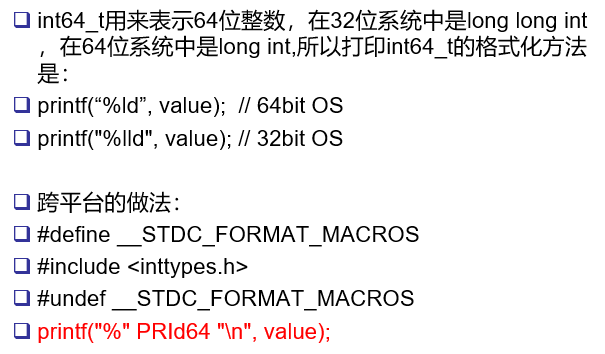 int64_t用来表示64位整数，在32位系统中是long long int
，在64位系统中是long int,所以打印int64_t的格式化方法
是：
printf(“%ld”, value);  // 64bit OS
printf("%lld", value); // 32bit OS
跨平台的做法：
#define __STDC_FORMAT_MACROS
#include <inttypes.h>
#undef __STDC_FORMAT_MACROS
printf("%" PRId64 "\n", value);